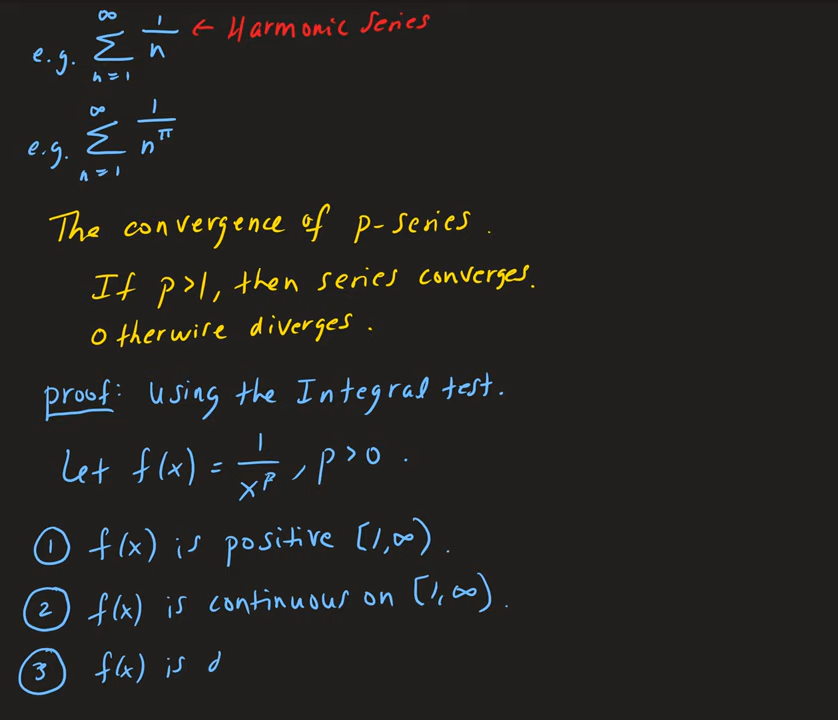 e.g. ∑_{n=1}^{∞} 1/n ← Harmonic Series
e.g. ∑_{n=1}^{∞} 1/n^π
The convergence of p-series.
If p>1, then series converges.
Otherwise diverges.
proof: Using the Integral test.
Let f(x) = 1/x^p, p>0.
① f(x) is positive [1,∞).
② f(x) is continuous on [1,∞).
③ f(x) is d